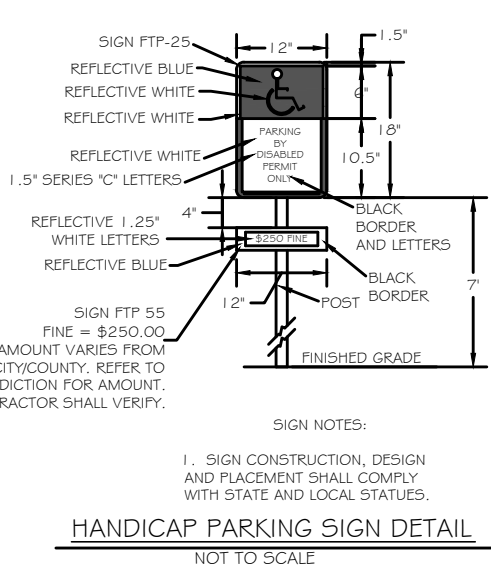 SIGN FTP-25
REFLECTIVE BLUE
REFLECTIVE WHITE
REFLECTIVE WHITE
REFLECTIVE WHITE
1.5" SERIES "C" LETTERS
12"
1.5"
6"
18"
10.5"
PARKING
BY
DISABLED
PERMIT
ONLY
BLACK
BORDER
AND LETTERS
4"
REFLECTIVE 1.25"
WHITE LETTERS
REFLECTIVE BLUE
$250 FINE
BLACK
BORDER
12"
POST
7'
SIGN FTP 55
FINE = $250.00
AMOUNT VARIES FROM
CITY/COUNTY. REFER TO
FOR AMOUNT.
SHALL VERIFY.
FINISHED GRADE
SIGN NOTES:
1. SIGN CONSTRUCTION, DESIGN
AND PLACEMENT SHALL COMPLY
WITH STATE AND LOCAL STATUES.
HANDICAP PARKING SIGN DETAIL
NOT TO SCALE